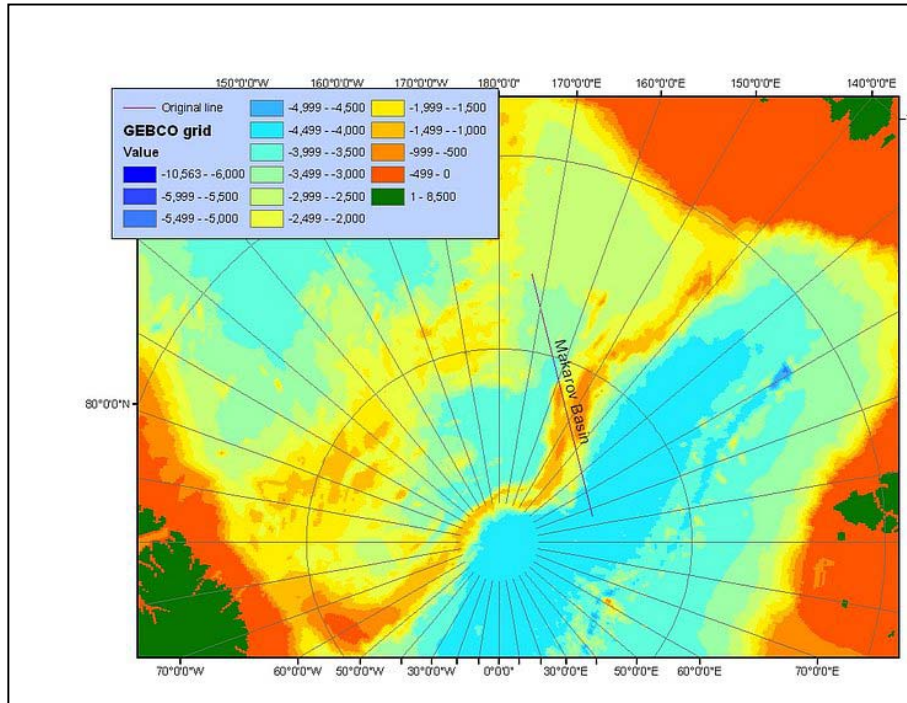 150°0'0"W 160°0'0"W 170°0'0"W 180°0'0" 170°0'0"E 160°0'0"E 150°0'0"E 140°0'0"E
Original line
GEBCO grid
Value
-10,563 - -6,000
-5,999 - -5,500
-5,499 - -5,000
-4,999 - -4,500
-4,499 - -4,000
-3,999 - -3,500
-3,499 - -3,000
-2,999 - -2,500
-2,499 - -2,000
-1,999 - -1,500
-1,499 - -1,000
-999 - -500
-499 - 0
1 - 8,500
Makarov Basin
80°0'0"N
70°0'0"W 60°0'0"W 50°0'0"W 30°0'0"W 0°0'0" 30°0'0"E 50°0'0"E 60°0'0"E 70°0'0"E